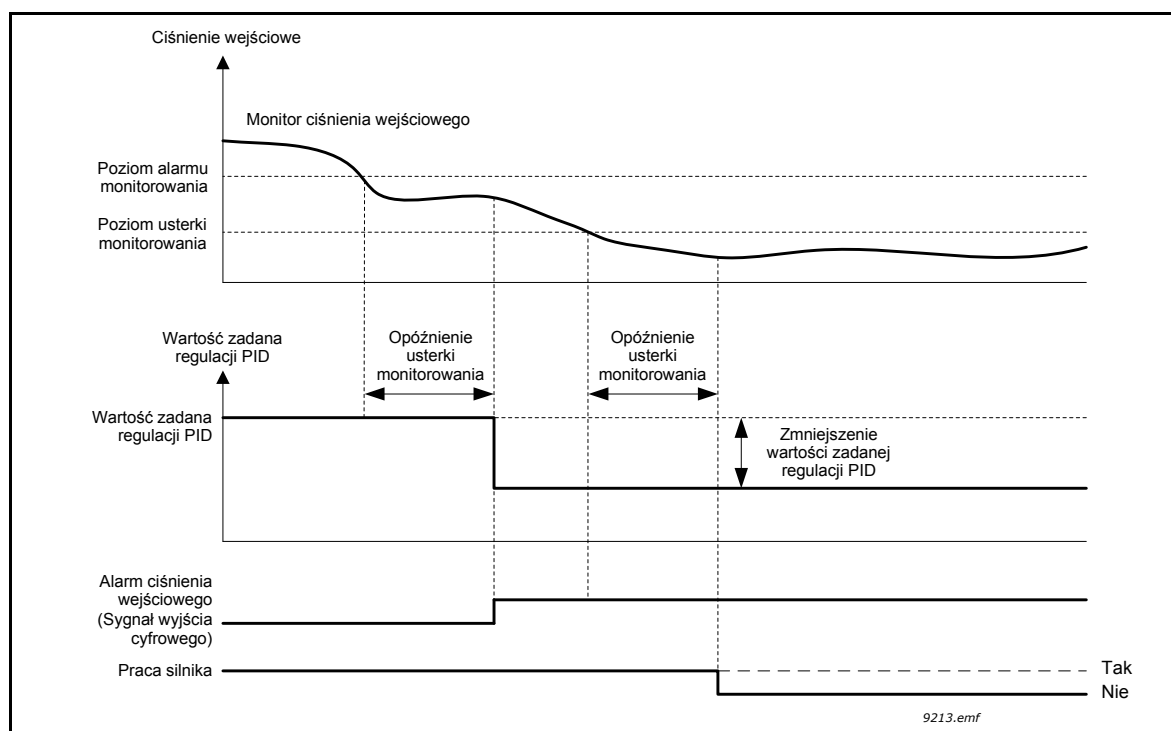 Ciśnienie wejściowe
Monitor ciśnienia wejściowego
Poziom alarmu
monitorowania
Poziom usterki
monitorowania
Wartość zadana
regulacji PID
Opóźnienie
usterki
monitorowania
Opóźnienie
usterki
monitorowania
Wartość zadana
regulacji PID
Zmniejszenie
wartości zadanej
regulacji PID
Alarm ciśnienia
wejściowego
(Sygnał wyjścia
cyfrowego)
Praca silnika
Tak
Nie
9213.emf